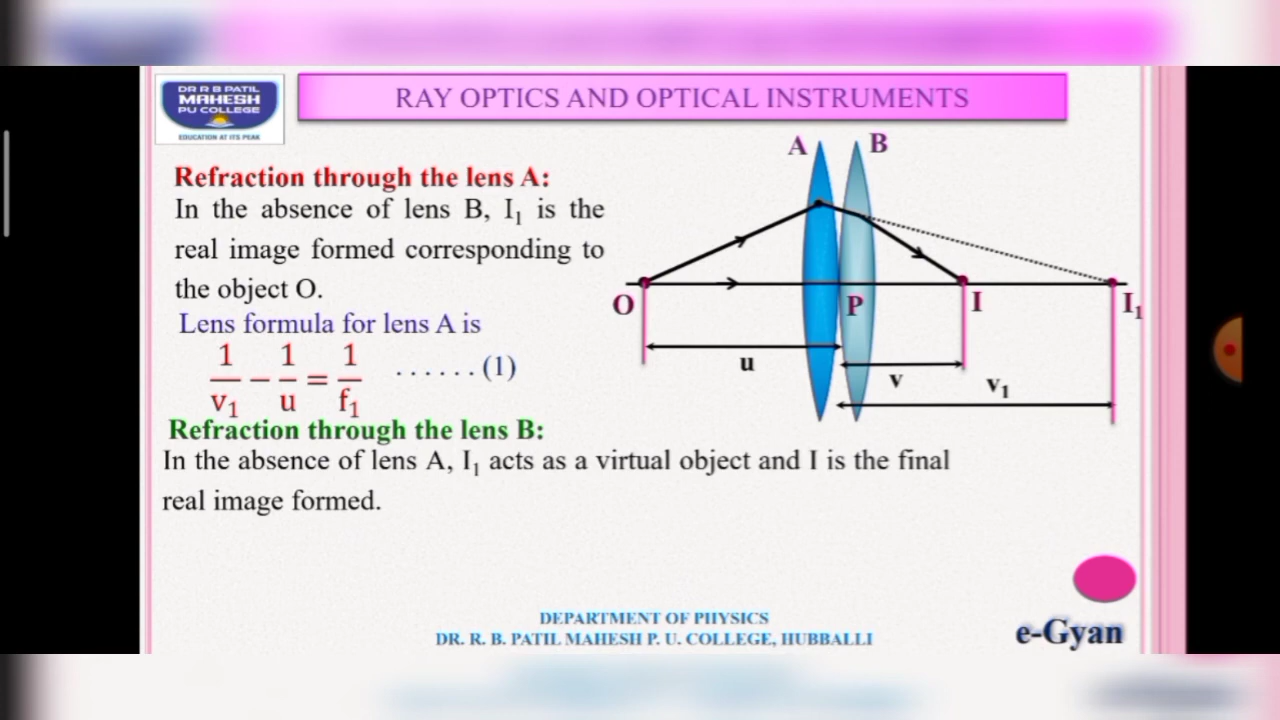 DR R B PATIL
MAHESH
PU COLLEGE
EDUCATION AT ITS PEAK
RAY OPTICS AND OPTICAL INSTRUMENTS
A
B
Refraction through the lens A:
In the absence of lens B, I₁ is the
real image formed corresponding to
the object O.
O
P
I
I₁
Lens formula for lens A is
1/v₁ − 1/u = 1/f₁ ...... (1)
u
v
v₁
Refraction through the lens B:
In the absence of lens A, I₁ acts as a virtual object and I is the final
real image formed.
DEPARTMENT OF PHYSICS
DR. R. B. PATIL MAHESH P. U. COLLEGE, HUBBALLI
e-Gyan